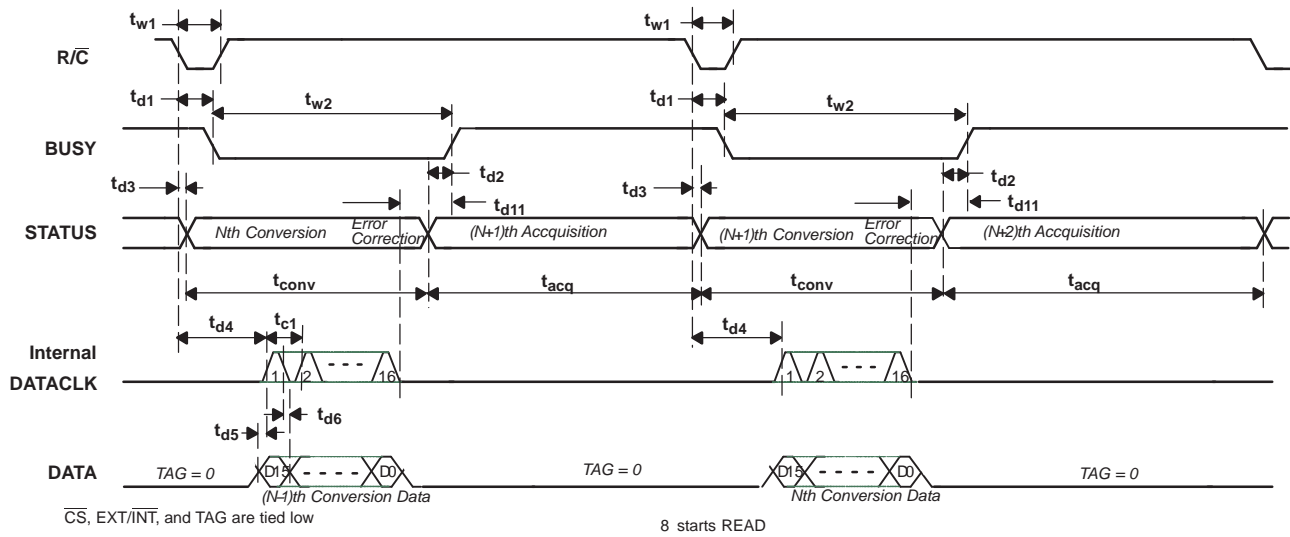 tw1 tw1
R/C
td1 tw2 td1 tw2
BUSY
td3 td2 td3 td2
td11 td11
STATUS Nth Conversion Error Correction (N+1)th Accquisition (N+1)th Conversion Error Correction (N+2)th Accquisition
tconv tacq tconv tacq
td4 tc1 td4
Internal
DATACLK 1 2 - - - 16 1 2 - - - 16
td5 td6
DATA TAG = 0 D15 - - - - - D0 TAG = 0 D15 - - - - - D0 TAG = 0
(N-1)th Conversion Data Nth Conversion Data
CS, EXT/INT, and TAG are tied low
8 starts READ